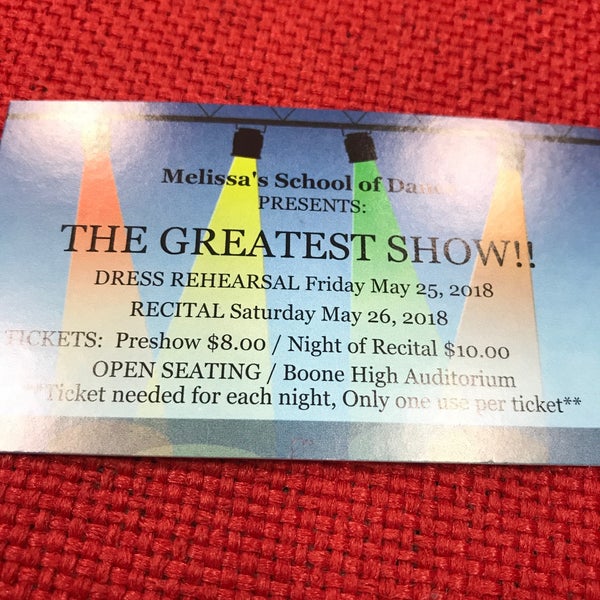 Melissa's School of Dance
PRESENTS:
THE GREATEST SHOW!!
DRESS REHEARSAL Friday May 25, 2018
RECITAL Saturday May 26, 2018
TICKETS: Preshow $8.00 / Night of Recital $10.00
OPEN SEATING / Boone High Auditorium
**Ticket needed for each night, Only one use per ticket**